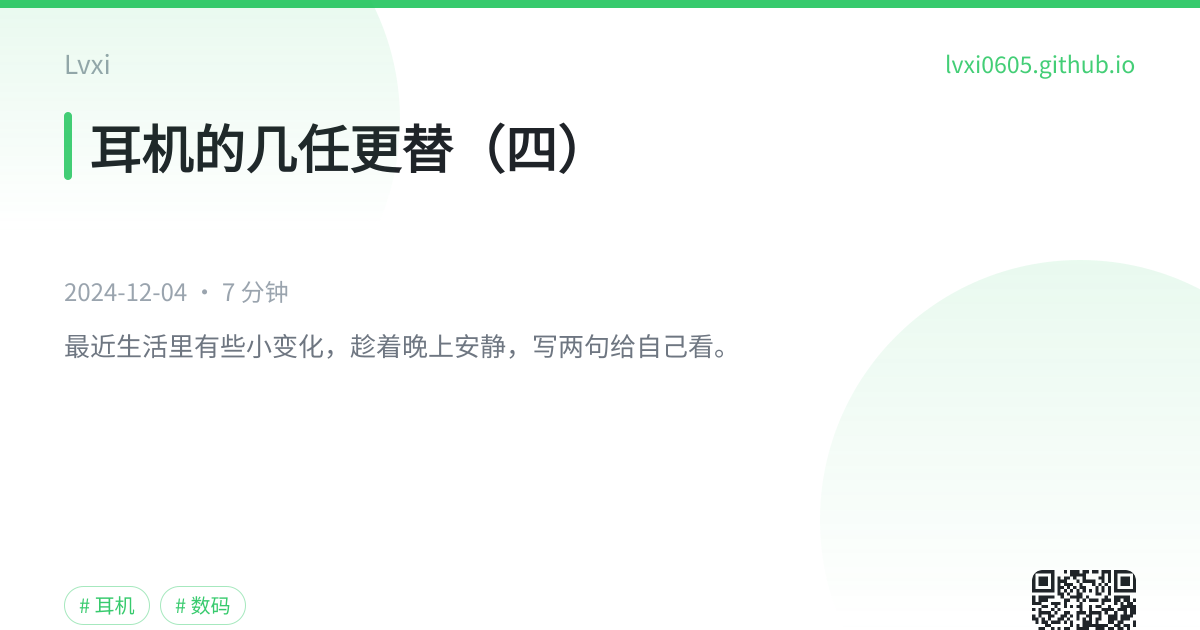 Lvxi
lvxi0605.github.io
耳机的几任更替（四）
2024-12-04 · 7 分钟
最近生活里有些小变化，趁着晚上安静，写两句给自己看。
# 耳机
# 数码